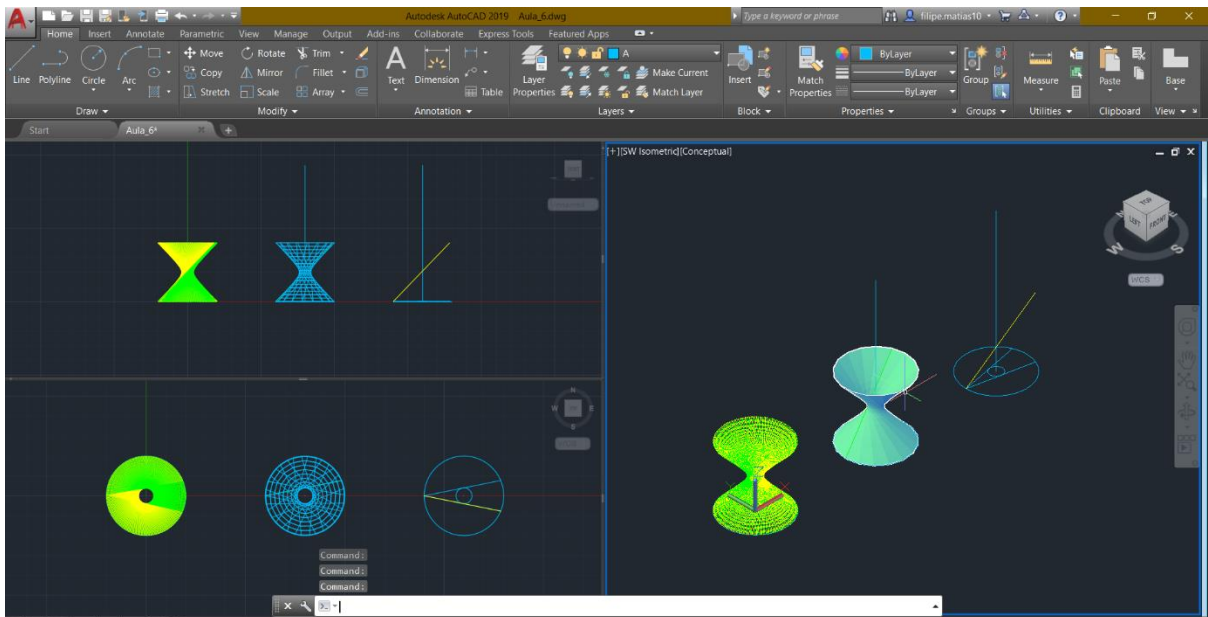 A Autodesk AutoCAD 2019 Aula_6.dwg Type a keyword or phrase filipe.matias10 ?
Home Insert Annotate Parametric View Manage Output Add-ins Collaborate Express Tools Featured Apps
Move Rotate Trim A A ByLayer
Copy Mirror Fillet Make Current ByLayer
Line Polyline Circle Arc Text Dimension Layer Properties Insert Match Properties Group Measure Paste Base
Stretch Scale Array Table Match Layer ByLayer
Draw Modify Annotation Layers Block Properties Groups Utilities Clipboard View
Start Aula_6* +
[+][SW Isometric][Conceptual]
TOP
LEFT FRONT
S
WCS
N
W E
S
X
Command:
Command:
Command: